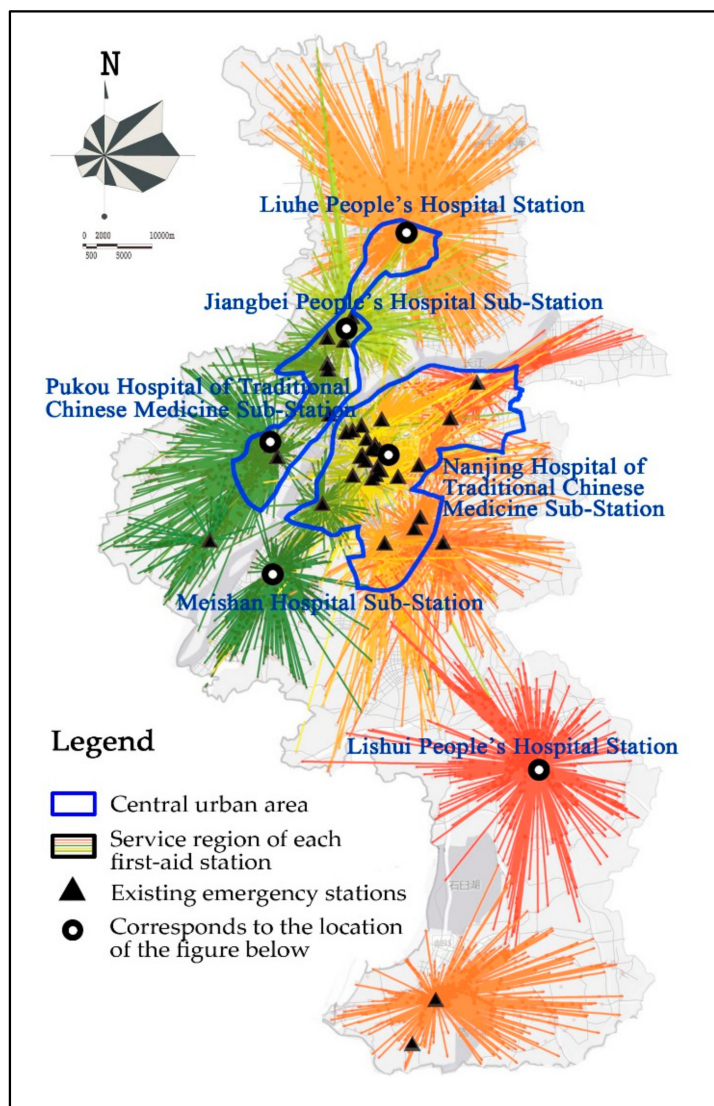 N
0 2000 10000m
500 5000
Liuhe People's Hospital Station
Jiangbei People's Hospital Sub-Station
Pukou Hospital of Traditional
Chinese Medicine Sub-Station
Nanjing Hospital of
Traditional Chinese
Medicine Sub-Station
Meishan Hospital Sub-Station
Lishui People's Hospital Station
Legend
Central urban area
Service region of each
first-aid station
Existing emergency stations
Corresponds to the location
of the figure below
石臼湖